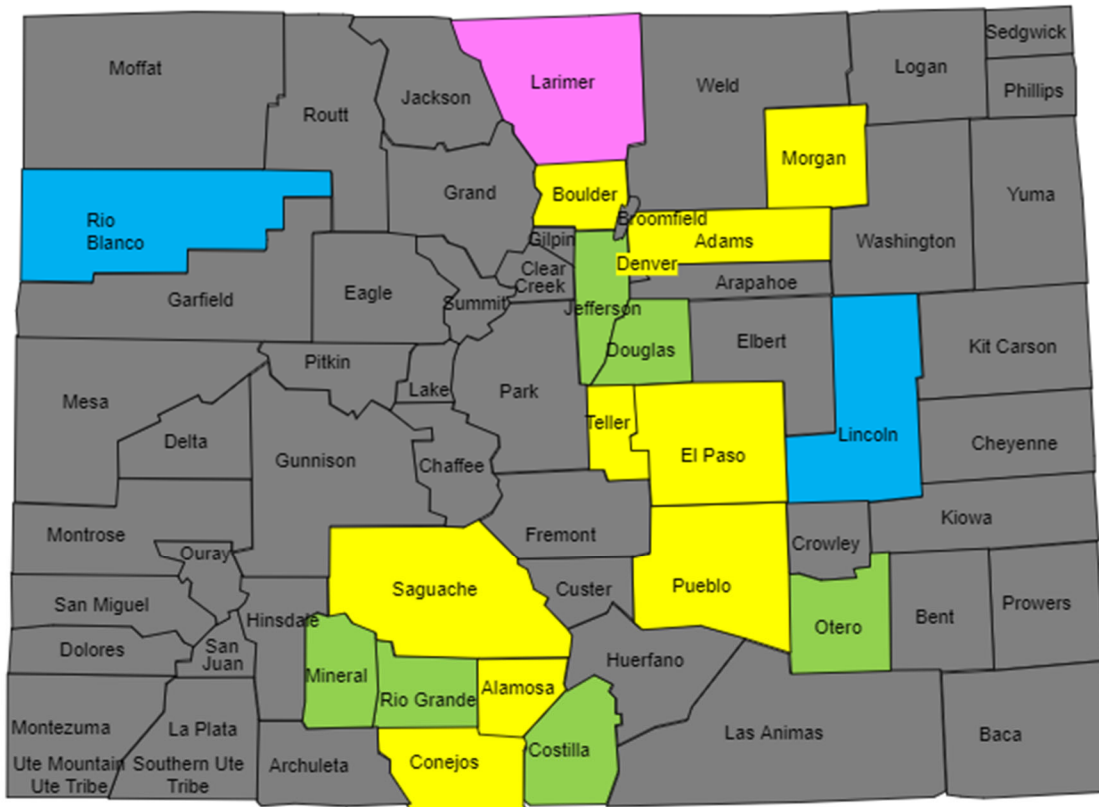 Sedgwick
Moffat
Logan
Larimer
Weld
Jackson
Phillips
Routt
Morgan
Grand
Boulder
Yuma
Rio
Blanco
Broomfield
Gilpin
Adams
Washington
Clear
Creek
Denver
Arapahoe
Garfield
Eagle
Summit
Jefferson
Elbert
Kit Carson
Douglas
Pitkin
Lake
Park
Mesa
Teller
Lincoln
Delta
Cheyenne
Gunnison
Chaffee
El Paso
Kiowa
Montrose
Fremont
Crowley
Ouray
Saguache
Custer
Pueblo
San Miguel
Hinsdale
Otero
Bent
Prowers
Dolores
San
Juan
Huerfano
Mineral
Rio Grande
Alamosa
Montezuma
La Plata
Las Animas
Baca
Costilla
Ute Mountain
Ute Tribe
Southern Ute
Tribe
Archuleta
Conejos